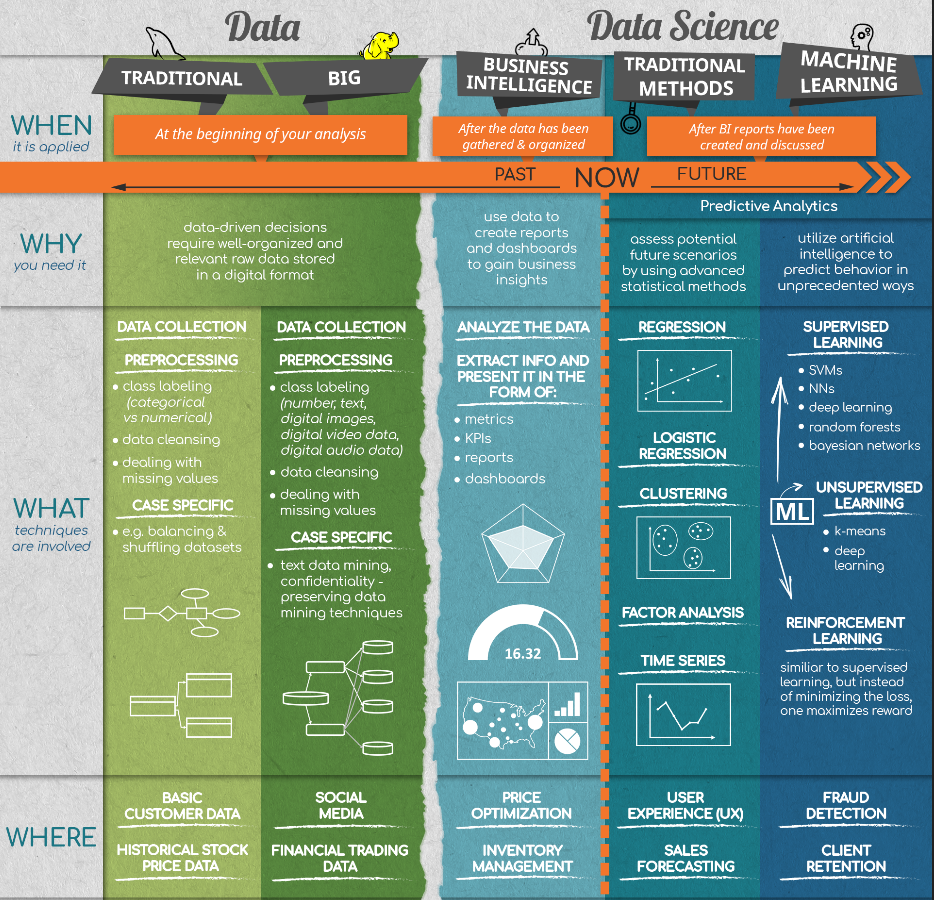 Data
Data Science
TRADITIONAL
BIG
BUSINESS
INTELLIGENCE
TRADITIONAL
METHODS
MACHINE
LEARNING
WHEN
it is applied
At the beginning of your analysis
After the data has been
gathered & organized
After BI reports have been
created and discussed
PAST
NOW
FUTURE
Predictive Analytics
WHY
you need it
data-driven decisions
require well-organized and
relevant raw data stored
in a digital format
use data to
create reports
and dashboards
to gain business
insights
assess potential
future scenarios
by using advanced
statistical methods
utilize artificial
intelligence to
predict behavior in
unprecedented ways
WHAT
techniques
are involved
DATA COLLECTION
PREPROCESSING
• class labeling
(categorical
vs numerical)
• data cleansing
• dealing with
missing values
CASE SPECIFIC
• e.g. balancing &
shuffling datasets
DATA COLLECTION
PREPROCESSING
• class labeling
(number, text,
digital images,
digital video data,
digital audio data)
• data cleansing
• dealing with
missing values
CASE SPECIFIC
• text data mining,
confidentiality -
preserving data
mining techniques
ANALYZE THE DATA
EXTRACT INFO AND
PRESENT IT IN THE
FORM OF:
• metrics
• KPIs
• reports
• dashboards
16.32
REGRESSION
LOGISTIC
REGRESSION
CLUSTERING
FACTOR ANALYSIS
TIME SERIES
SUPERVISED
LEARNING
• SVMs
• NNs
• deep learning
• random forests
• bayesian networks
ML
UNSUPERVISED
LEARNING
• k-means
• deep
learning
REINFORCEMENT
LEARNING
similiar to supervised
learning, but instead
of minimizing the loss,
one maximizes reward
WHERE
BASIC
CUSTOMER DATA
HISTORICAL STOCK
PRICE DATA
SOCIAL
MEDIA
FINANCIAL TRADING
DATA
PRICE
OPTIMIZATION
INVENTORY
MANAGEMENT
USER
EXPERIENCE (UX)
SALES
FORECASTING
FRAUD
DETECTION
CLIENT
RETENTION